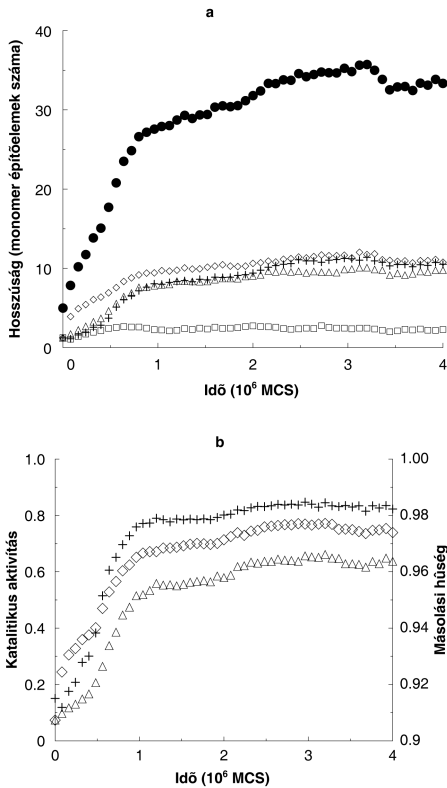 a
Hosszúság (monomer építőelemek száma)
40
30
20
10
0
0 1 2 3 4
Idő (10⁶ MCS)
b
Katalitikus aktivítás
1.0
0.8
0.6
0.4
0.2
0
Másolási hűség
1.00
0.98
0.96
0.94
0.92
0.9
0 1 2 3 4
Idő (10⁶ MCS)